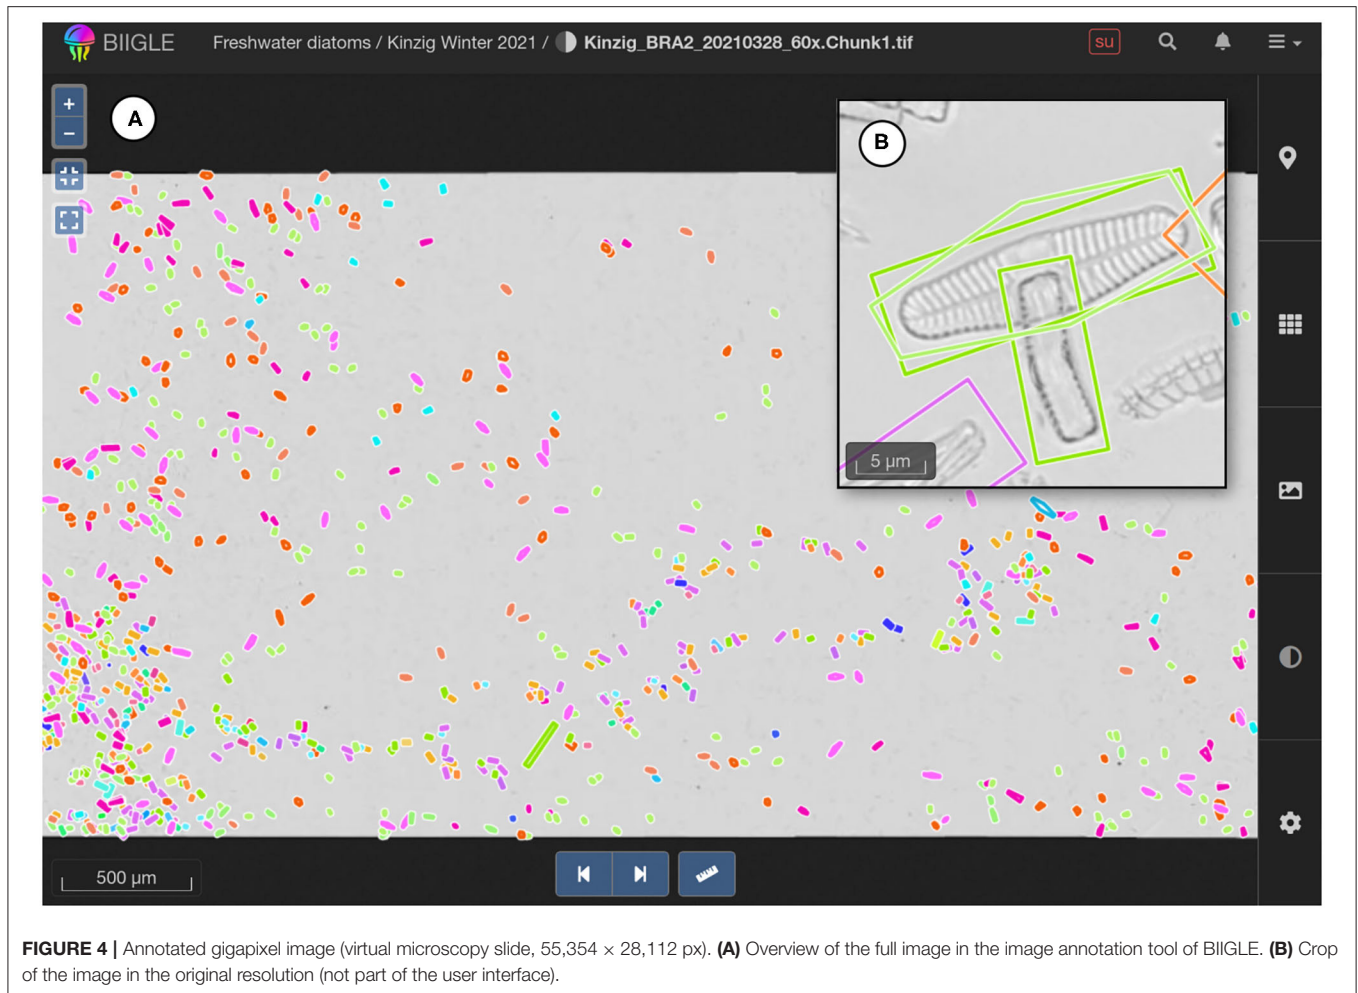 BIIGLE Freshwater diatoms / Kinzig Winter 2021 / Kinzig_BRA2_20210328_60x.Chunk1.tif su
+
−
A
B
5 µm
500 µm
FIGURE 4 | Annotated gigapixel image (virtual microscopy slide, 55,354 × 28,112 px). (A) Overview of the full image in the image annotation tool of BIIGLE. (B) Crop
of the image in the original resolution (not part of the user interface).